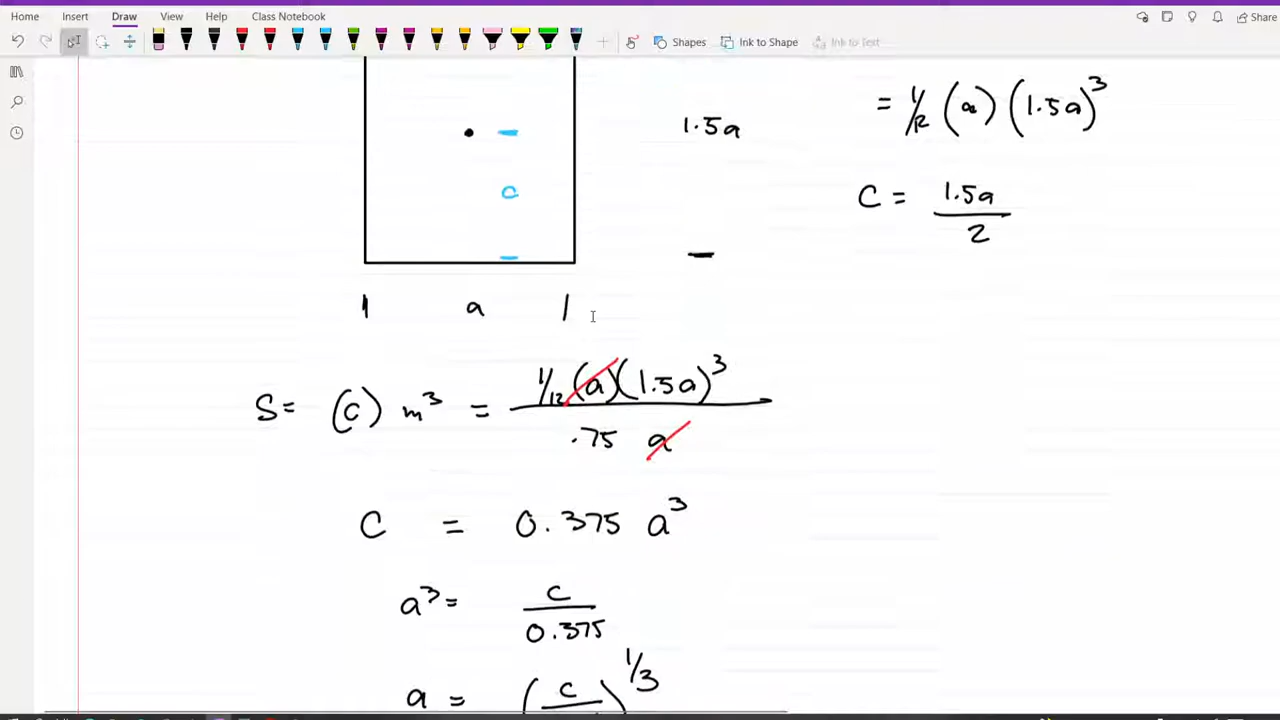 Home Insert Draw View Help Class Notebook
Share
Shapes Ink to Shape Ink to Text
= 1/12 (a) (1.5a)^3
1.5a
C = 1.5a / 2
c
a
S= (C) m^3 = 1/12 (a)(1.5a)^3 / .75 a
C = 0.375 a^3
a^3 = C / 0.375
a = (C / )^1/3